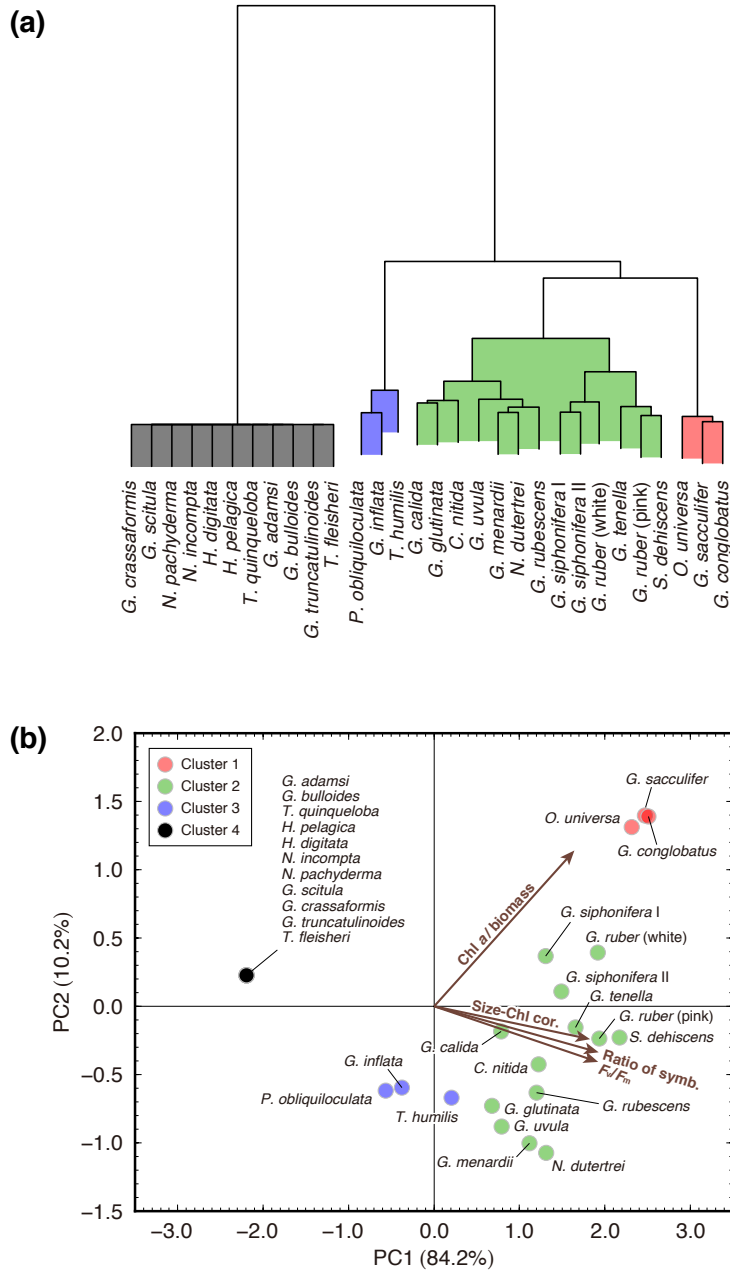 (a)
G. crassaformis
G. scitula
N. pachyderma
N. incompta
H. digitata
H. pelagica
T. quinqueloba
G. adamsi
G. bulloides
G. truncatulinoides
T. fleisheri
P. obliquiloculata
G. inflata
T. humilis
G. calida
G. glutinata
C. nitida
G. uvula
G. menardii
N. dutertrei
G. rubescens
G. siphonifera I
G. siphonifera II
G. ruber (white)
G. tenella
G. ruber (pink)
S. dehiscens
O. universa
G. sacculifer
G. conglobatus
(b)
2.0
1.5
1.0
0.5
0.0
−0.5
−1.0
−1.5
PC2 (10.2%)
Cluster 1
Cluster 2
Cluster 3
Cluster 4
G. adamsi
G. bulloides
T. quinqueloba
H. pelagica
H. digitata
N. incompta
N. pachyderma
G. scitula
G. crassaformis
G. truncatulinoides
T. fleisheri
G. sacculifer
O. universa
G. conglobatus
Chl a / biomass
G. siphonifera I
G. ruber (white)
G. siphonifera II
G. tenella
Size-Chl cor.
G. ruber (pink)
S. dehiscens
G. calida
Ratio of symb.
Fv/Fm
C. nitida
G. inflata
P. obliquiloculata
T. humilis
G. rubescens
G. glutinata
G. uvula
G. menardii
N. dutertrei
−3.0
−2.0
−1.0
0.0
1.0
2.0
3.0
PC1 (84.2%)